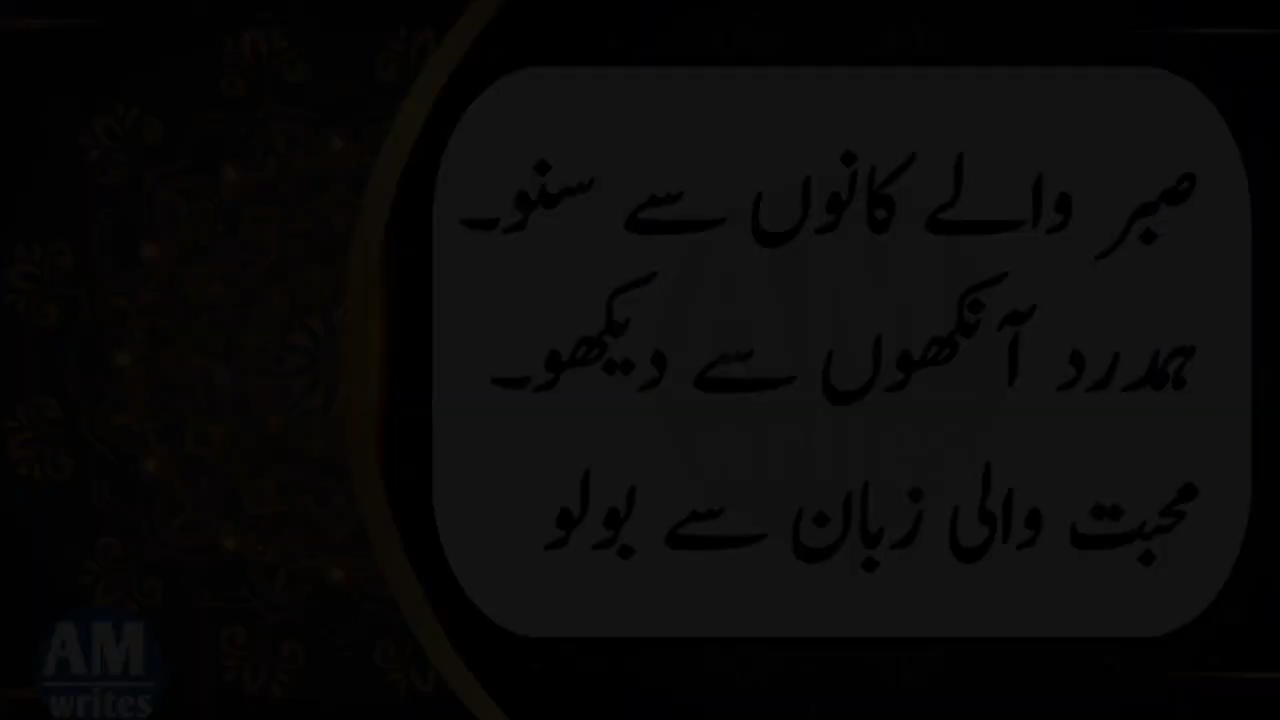 صبر والے کانوں سے سنو۔
ہمدرد آنکھوں سے دیکھو۔
محبت والی زبان سے بولو
AM
writes